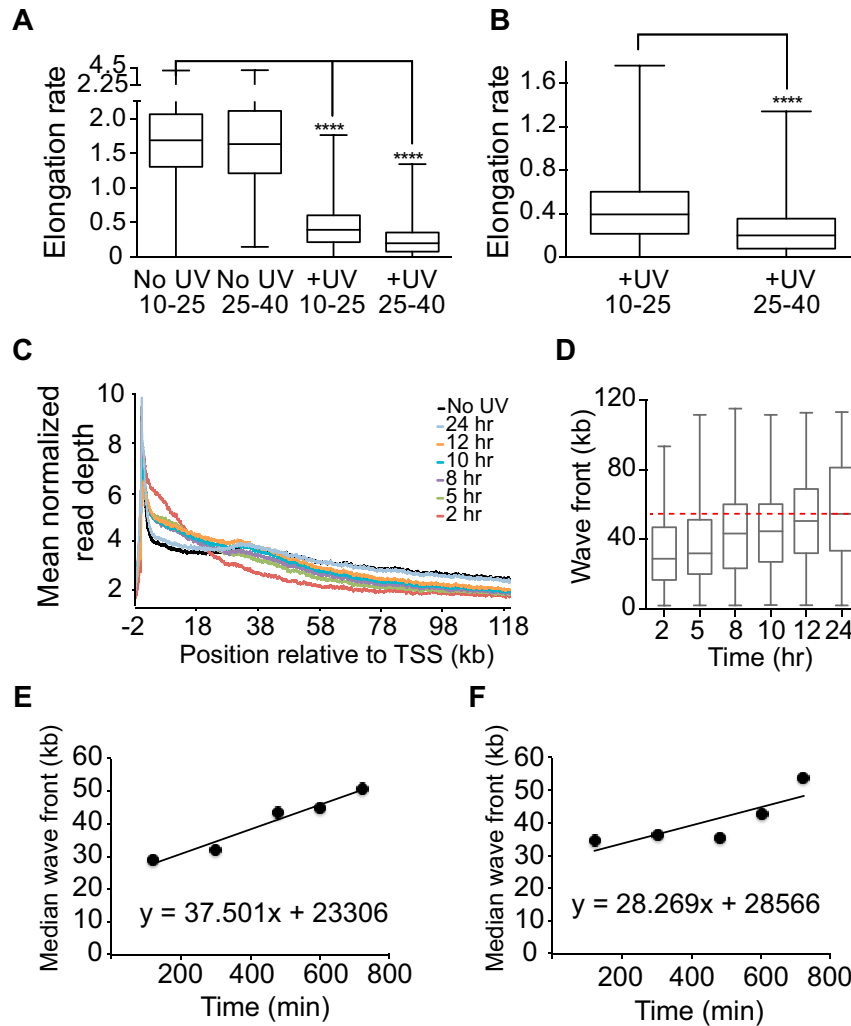 A
Elongation rate
4.5
2.25
2.0
1.5
1.0
0.5
0
****
****
No UV
10-25
No UV
25-40
+UV
10-25
+UV
25-40
B
Elongation rate
1.6
1.2
0.8
0.4
0
****
+UV
10-25
+UV
25-40
C
Mean normalized
read depth
10
8
6
4
2
-2
18
38
58
78
98
118
Position relative to TSS (kb)
No UV
24 hr
12 hr
10 hr
8 hr
5 hr
2 hr
D
Wave front (kb)
120
80
40
0
2
5
8
10
12
24
Time (hr)
E
Median wave front (kb)
60
50
40
30
20
10
0
y = 37.501x + 23306
200
400
600
800
Time (min)
F
Median wave front (kb)
60
50
40
30
20
10
0
y = 28.269x + 28566
200
400
600
800
Time (min)